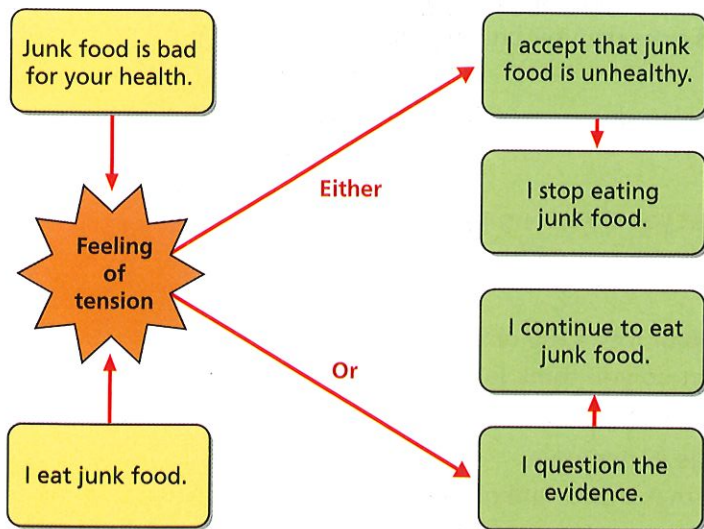 Junk food is bad
for your health.
I accept that junk
food is unhealthy.
Either
I stop eating
junk food.
Feeling
of
tension
I continue to eat
junk food.
Or
I eat junk food.
I question the
evidence.